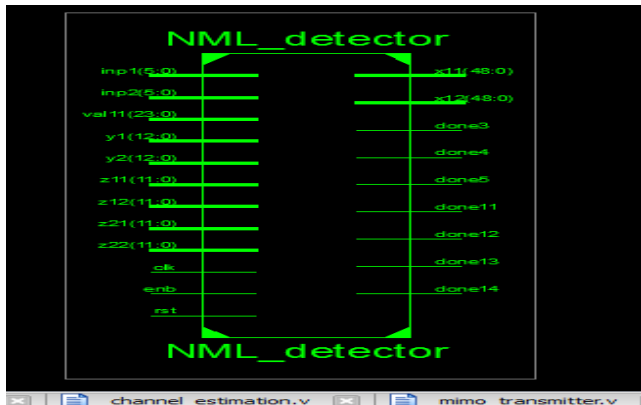 NML_detector
inp1(5:0)
inp2(5:0)
val11(23:0)
y1(12:0)
y2(12:0)
z11(11:0)
z12(11:0)
z21(11:0)
z22(11:0)
clk
enb
rst
x11(48:0)
x12(48:0)
done3
done4
done5
done11
done12
done13
done14
NML_detector
channel_estimation.v
mimo_transmitter.v